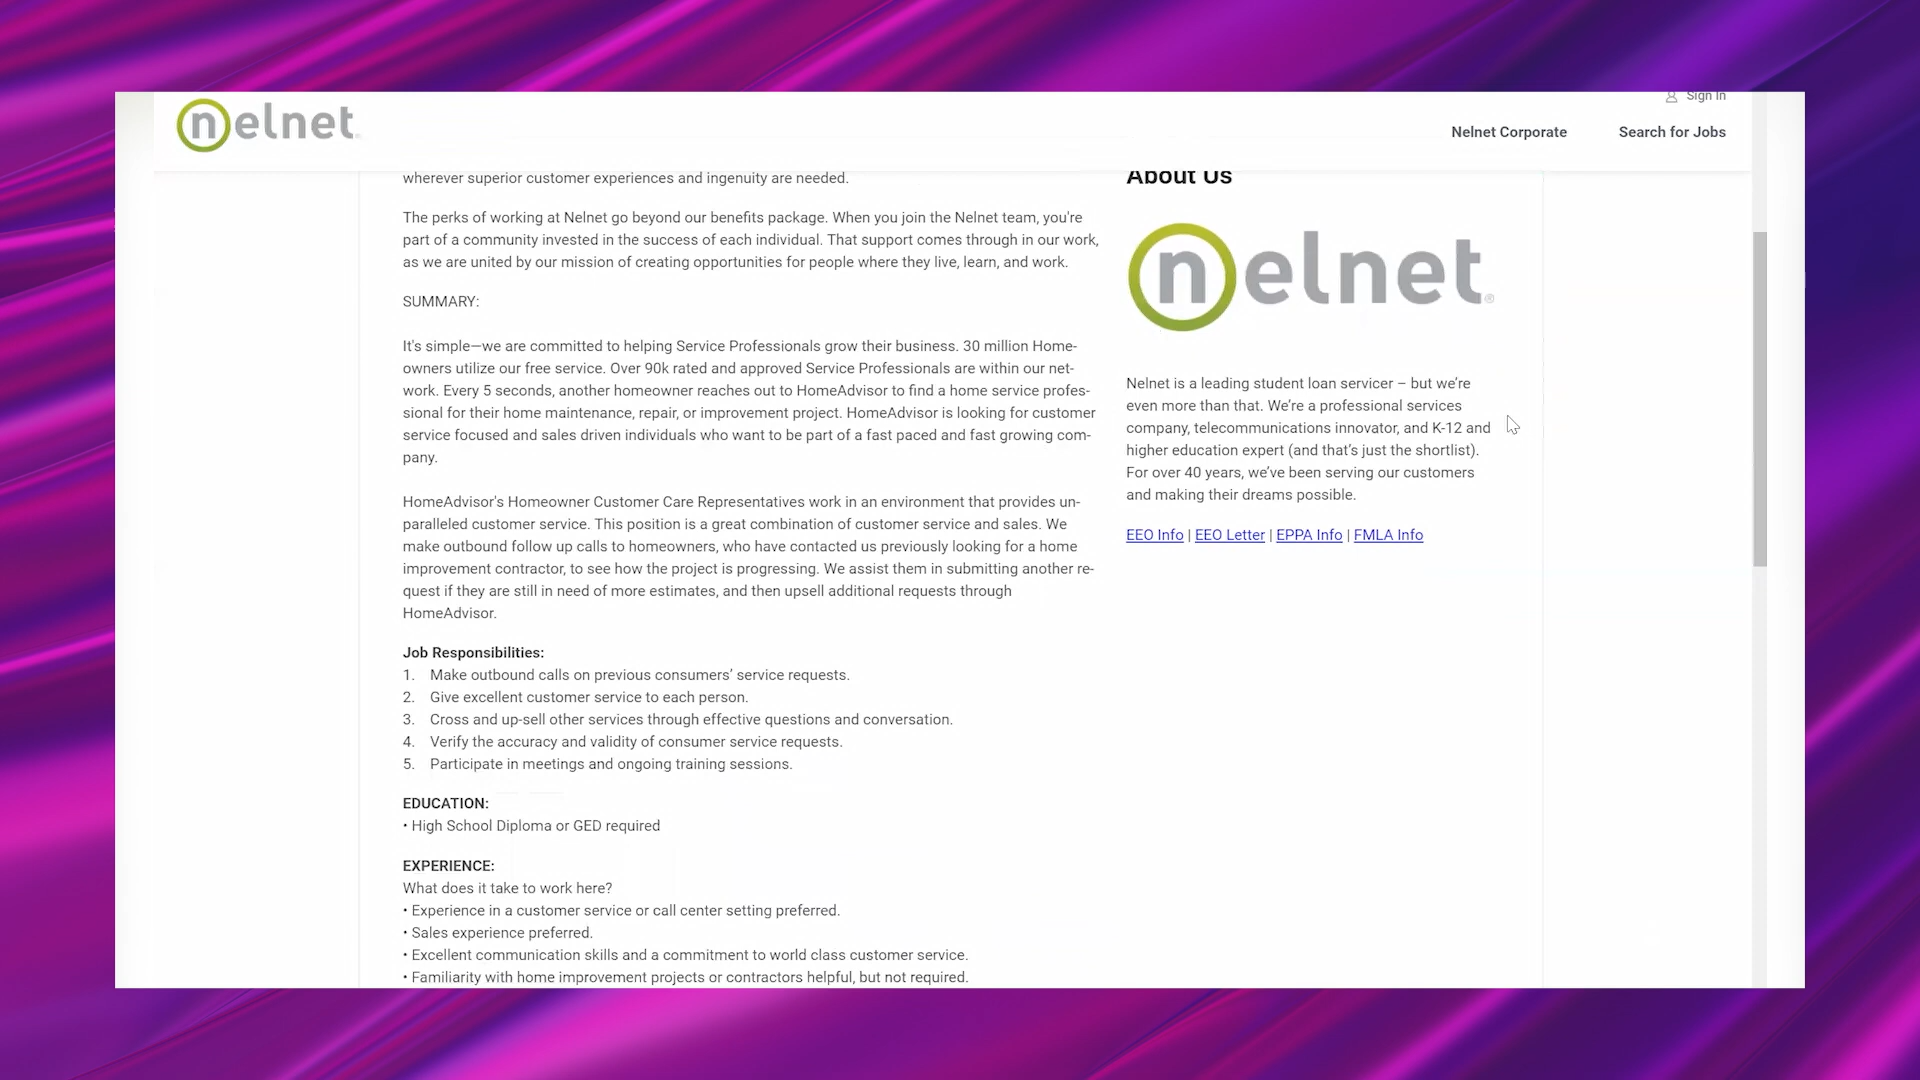 nelnet
Sign In
Nelnet Corporate
Search for Jobs
wherever superior customer experiences and ingenuity are needed.
The perks of working at Nelnet go beyond our benefits package. When you join the Nelnet team, you're
part of a community invested in the success of each individual. That support comes through in our work,
as we are united by our mission of creating opportunities for people where they live, learn, and work.
SUMMARY:
It's simple—we are committed to helping Service Professionals grow their business. 30 million Home-
owners utilize our free service. Over 90k rated and approved Service Professionals are within our net-
work. Every 5 seconds, another homeowner reaches out to HomeAdvisor to find a home service profes-
sional for their home maintenance, repair, or improvement project. HomeAdvisor is looking for customer
service focused and sales driven individuals who want to be part of a fast paced and fast growing com-
pany.
HomeAdvisor's Homeowner Customer Care Representatives work in an environment that provides un-
paralleled customer service. This position is a great combination of customer service and sales. We
make outbound follow up calls to homeowners, who have contacted us previously looking for a home
improvement contractor, to see how the project is progressing. We assist them in submitting another re-
quest if they are still in need of more estimates, and then upsell additional requests through
HomeAdvisor.
Job Responsibilities:
1. Make outbound calls on previous consumers’ service requests.
2. Give excellent customer service to each person.
3. Cross and up-sell other services through effective questions and conversation.
4. Verify the accuracy and validity of consumer service requests.
5. Participate in meetings and ongoing training sessions.
EDUCATION:
• High School Diploma or GED required
EXPERIENCE:
What does it take to work here?
• Experience in a customer service or call center setting preferred.
• Sales experience preferred.
• Excellent communication skills and a commitment to world class customer service.
• Familiarity with home improvement projects or contractors helpful, but not required.
About Us
nelnet®
Nelnet is a leading student loan servicer – but we’re
even more than that. We’re a professional services
company, telecommunications innovator, and K-12 and
higher education expert (and that’s just the shortlist).
For over 40 years, we’ve been serving our customers
and making their dreams possible.
EEO Info | EEO Letter | EPPA Info | FMLA Info